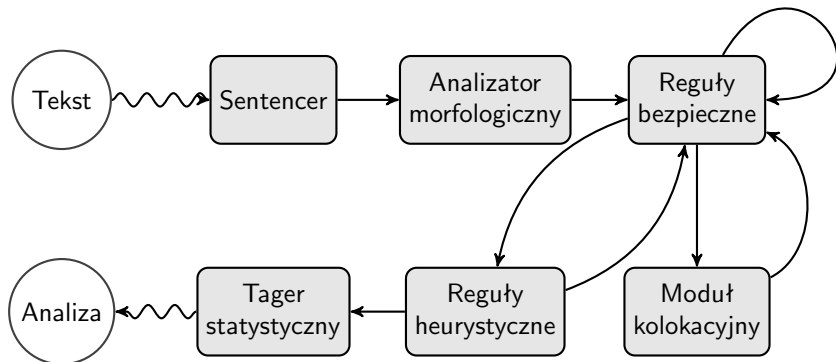 Tekst
Sentencer
Analizator
morfologiczny
Reguły
bezpieczne
Analiza
Tager
statystyczny
Reguły
heurystyczne
Moduł
kolokacyjny